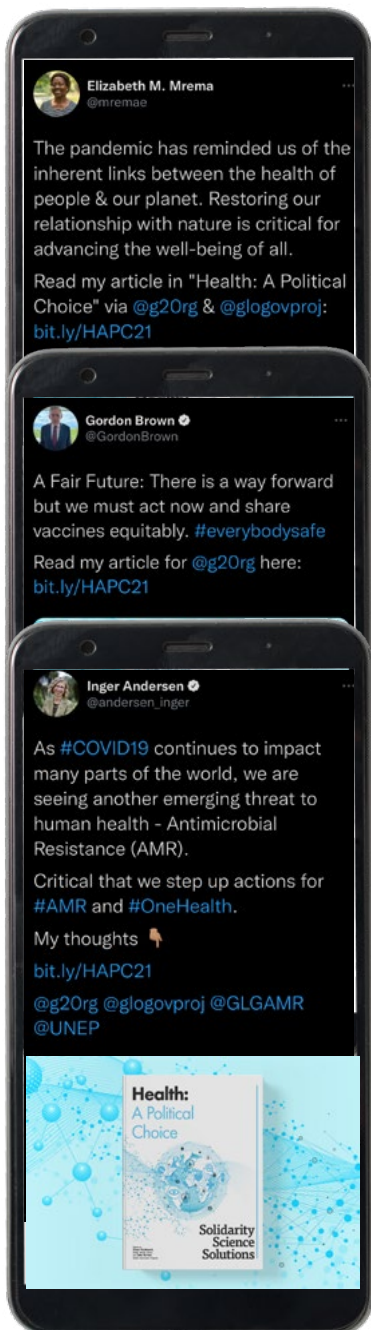 Elizabeth M. Mrema
@mremae
The pandemic has reminded us of the
inherent links between the health of
people & our planet. Restoring our
relationship with nature is critical for
advancing the well-being of all.
Read my article in "Health: A Political
Choice" via @g20rg & @glogovproj:
bit.ly/HAPC21
Gordon Brown
@GordonBrown
A Fair Future: There is a way forward
but we must act now and share
vaccines equitably. #everybodysafe
Read my article for @g20rg here:
bit.ly/HAPC21
Inger Andersen
@andersen_inger
As #COVID19 continues to impact
many parts of the world, we are
seeing another emerging threat to
human health - Antimicrobial
Resistance (AMR).
Critical that we step up actions for
#AMR and #OneHealth.
My thoughts 👇🏽
bit.ly/HAPC21
@g20rg @glogovproj @GLGAMR
@UNEP
Health:
A Political
Choice
Solidarity
Science
Solutions